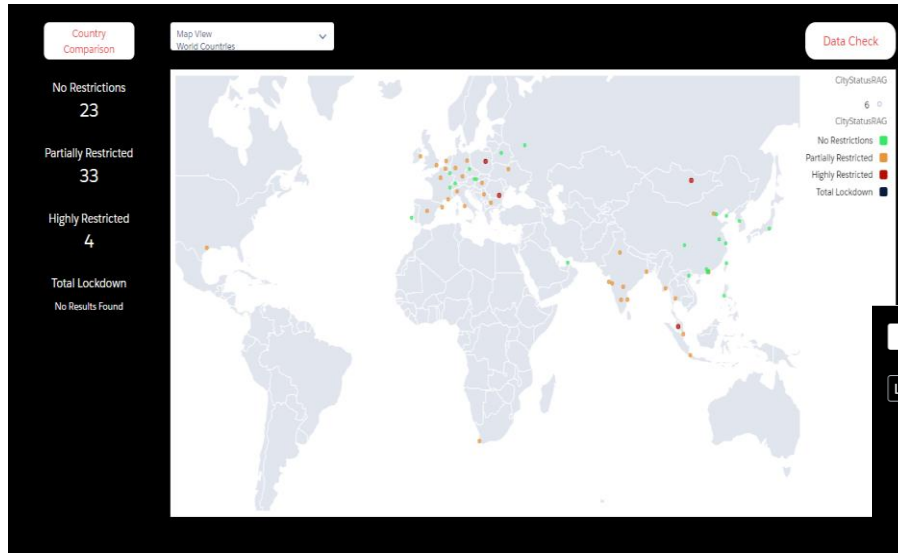 Country
Comparison
Map View
World Countries
Data Check
No Restrictions
23
Partially Restricted
33
Highly Restricted
4
Total Lockdown
No Results Found
CityStatusRAG
6
CityStatusRAG
No Restrictions
Partially Restricted
Highly Restricted
Total Lockdown